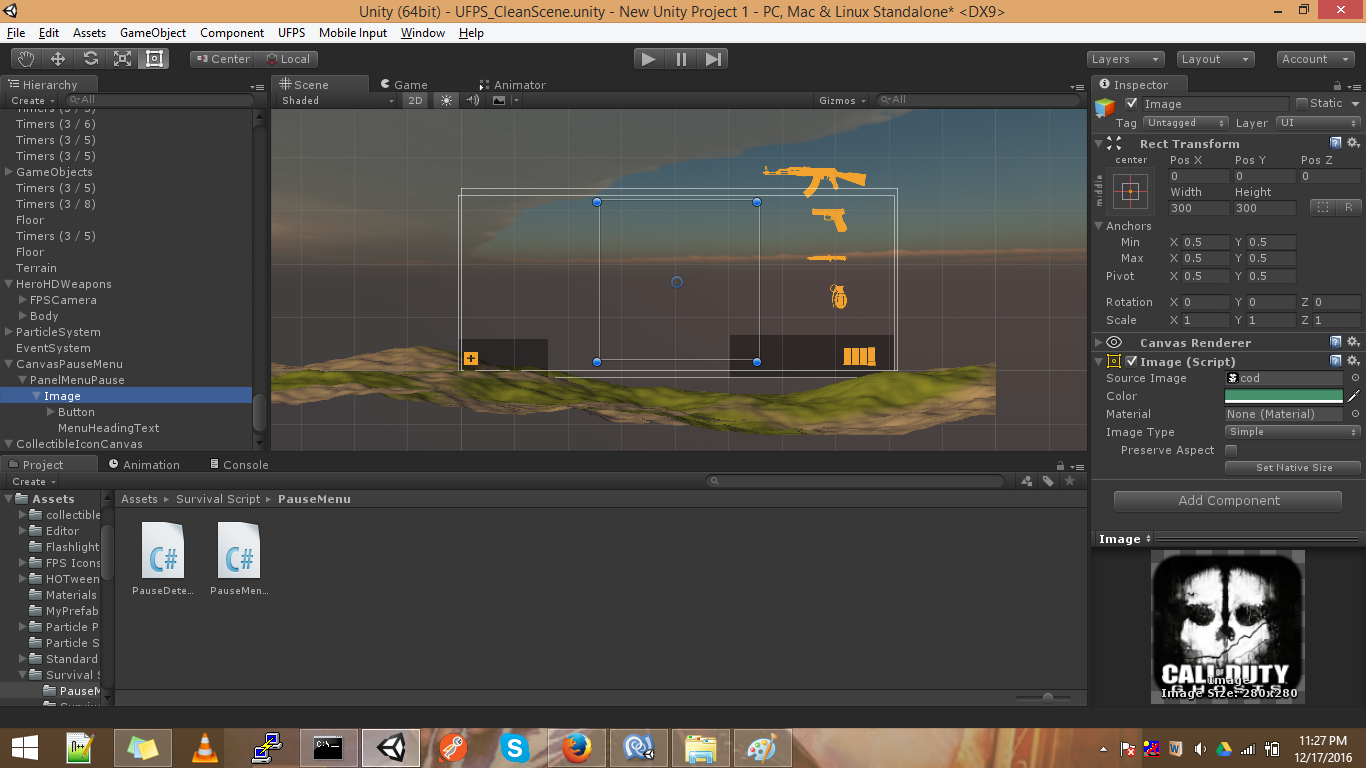 Unity (64bit) - UFPS_CleanScene.unity - New Unity Project 1 - PC, Mac & Linux Standalone* <DX9>
File Edit Assets GameObject Component UFPS Mobile Input Window Help
Center Local Layers Layout Account
Hierarchy
Create All
Timers (3 / 5)
Timers (3 / 6)
Timers (3 / 5)
Timers (3 / 5)
GameObjects
Timers (3 / 5)
Timers (3 / 8)
Floor
Timers (3 / 5)
Floor
Terrain
HeroHDWeapons
FPSCamera
Body
ParticleSystem
EventSystem
CanvasPauseMenu
PanelMenuPause
Image
Button
MenuHeadingText
CollectibleIconCanvas
Scene Game Animator
Shaded 2D Gizmos All
Inspector
Image Static
Tag Untagged Layer UI
Rect Transform
center Pos X Pos Y Pos Z
middle 0 0 0
Width Height
300 300 R
Anchors
Min X 0.5 Y 0.5
Max X 0.5 Y 0.5
Pivot X 0.5 Y 0.5
Rotation X 0 Y 0 Z 0
Scale X 1 Y 1 Z 1
Canvas Renderer
Image (Script)
Source Image cod
Color
Material None (Material)
Image Type Simple
Preserve Aspect
Set Native Size
Add Component
Image
CALL OF DUTY
GHOSTS
Image
Image Size: 280x280
Project Animation Console
Create
Assets
collectible
Editor
Flashlight
FPS Icons
HOTween
Materials
MyPrefab
Particle P
Particle S
Standard
Survival S
PauseM
Assets Survival Script PauseMenu
C# C#
PauseDete... PauseMen...
11:27 PM
12/17/2016